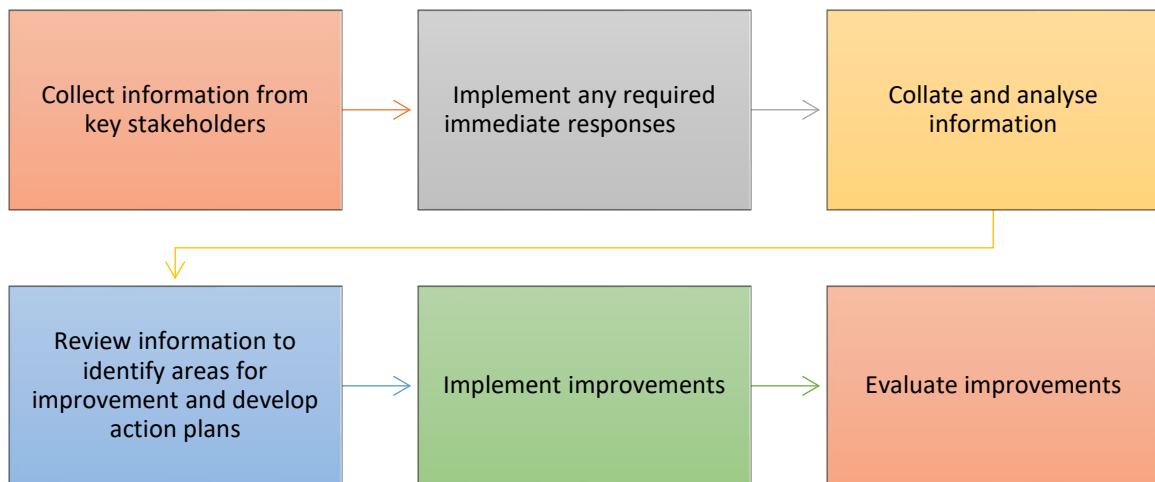 Collect information from
key stakeholders
Implement any required
immediate responses
Collate and analyse
information
Review information to
identify areas for
improvement and develop
action plans
Implement improvements
Evaluate improvements